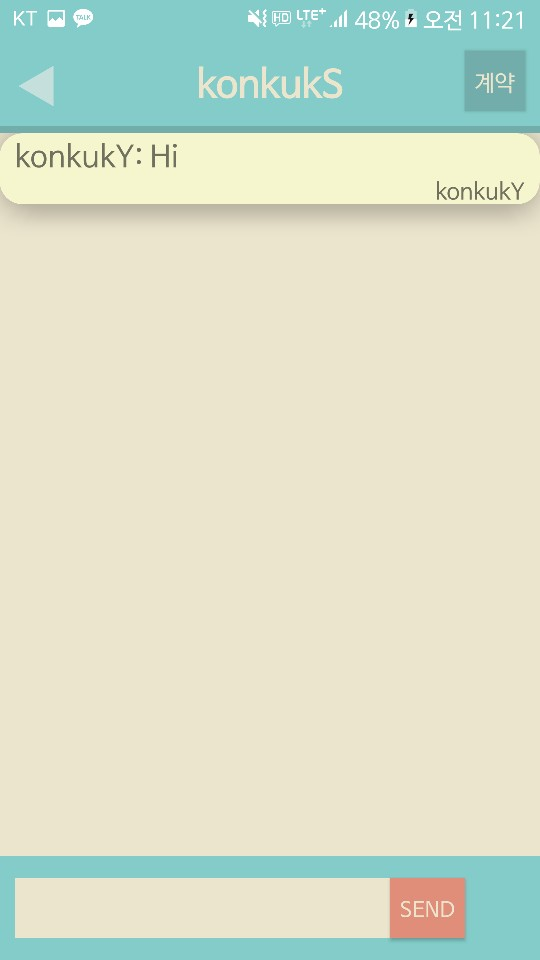 KT TALK HD LTE+ 48% 오전 11:21
konkukS 계약
konkukY: Hi
konkukY
SEND